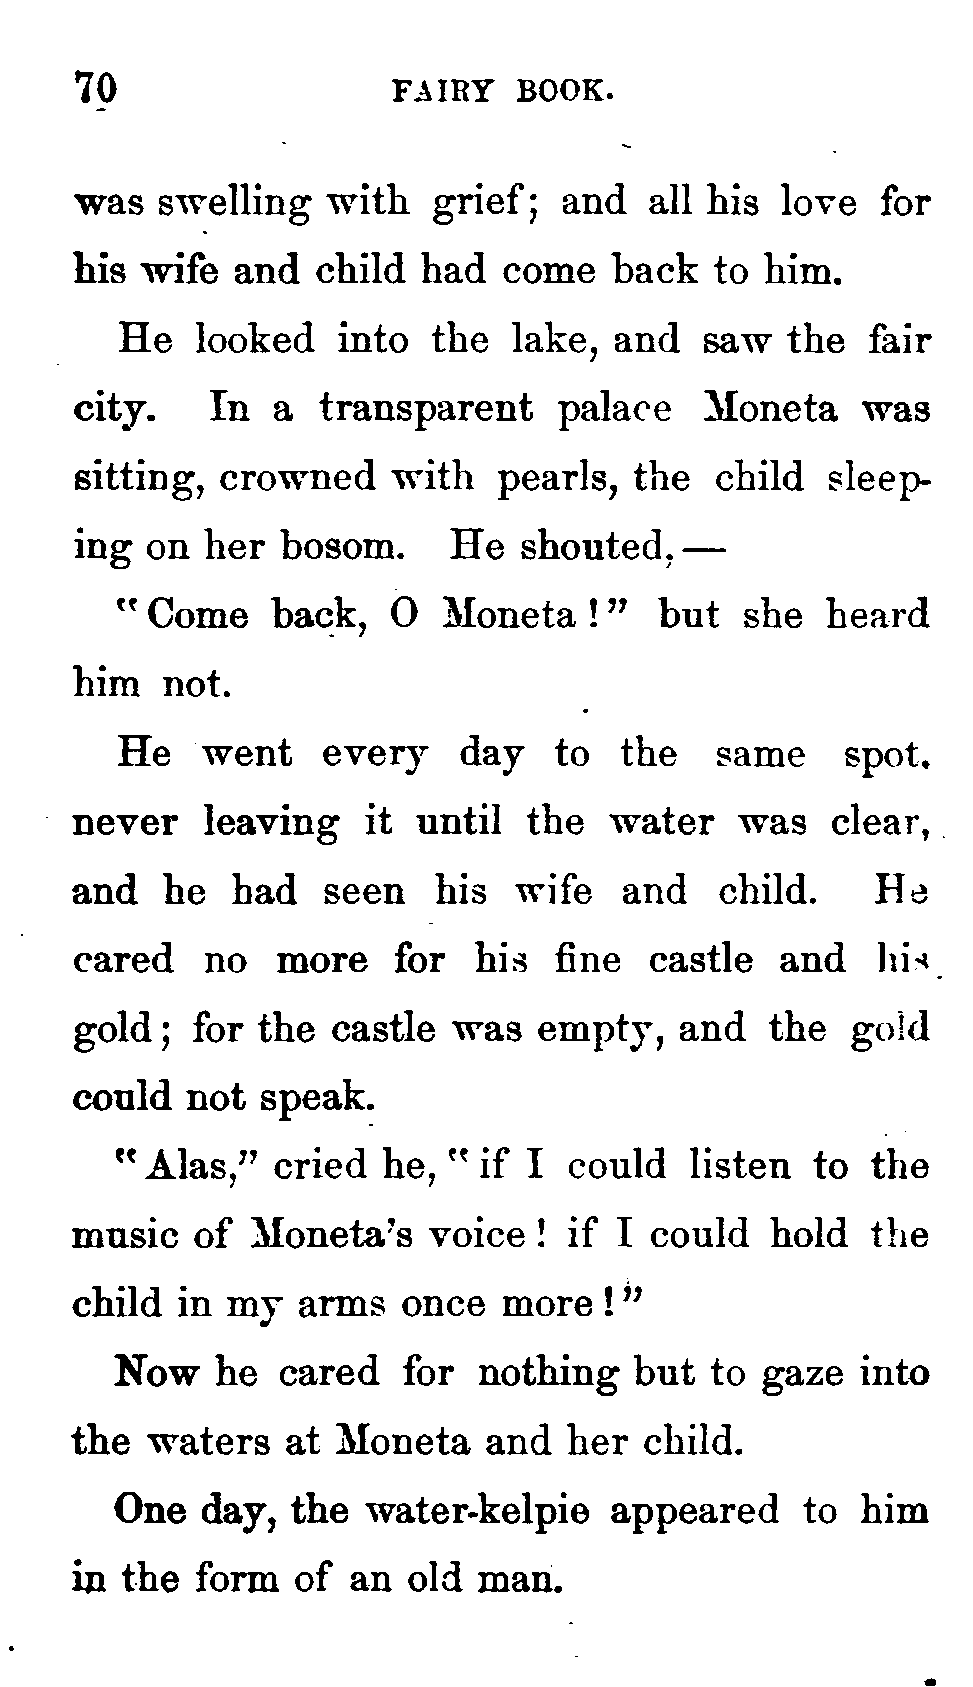 70 FAIRY BOOK.
was swelling with grief; and all his love for
his wife and child had come back to him.
He looked into the lake, and saw the fair
city. In a transparent palace Moneta was
sitting, crowned with pearls, the child sleep-
ing on her bosom. He shouted,—
"Come back, O Moneta!" but she heard
him not.
He went every day to the same spot.
never leaving it until the water was clear,
and he had seen his wife and child. He
cared no more for his fine castle and his
gold; for the castle was empty, and the gold
could not speak.
"Alas," cried he, "if I could listen to the
music of Moneta's voice! if I could hold the
child in my arms once more!"
Now he cared for nothing but to gaze into
the waters at Moneta and her child.
One day, the water-kelpie appeared to him
in the form of an old man.